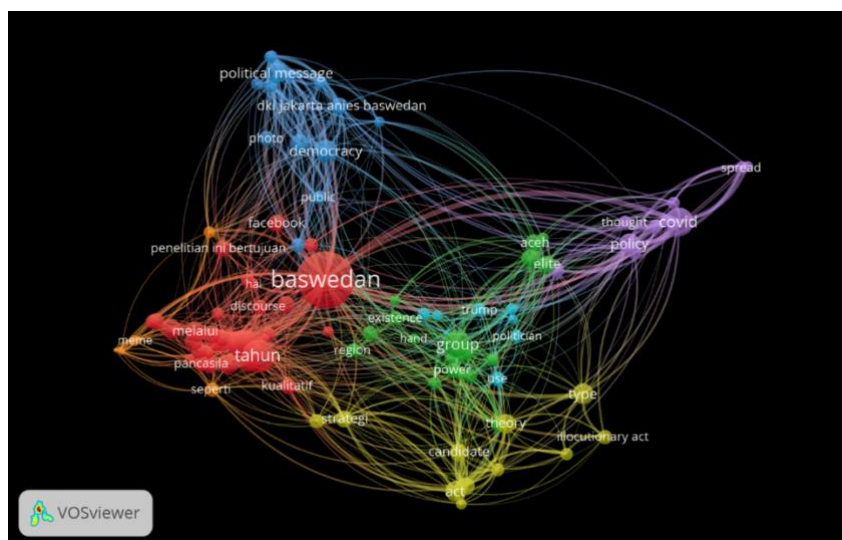 political message
dki jakarta anies baswedan
photo
democracy
spread
public
facebook
thought
covid
penelitian ini bertujuan
aceh
policy
elite
baswedan
hal
discourse
existence
trump
melalui
hand
politician
meme
tahun
region
group
pancasila
power
use
seperti
kualitatif
type
strategi
theory
illocutionary act
candidate
act
VOSviewer